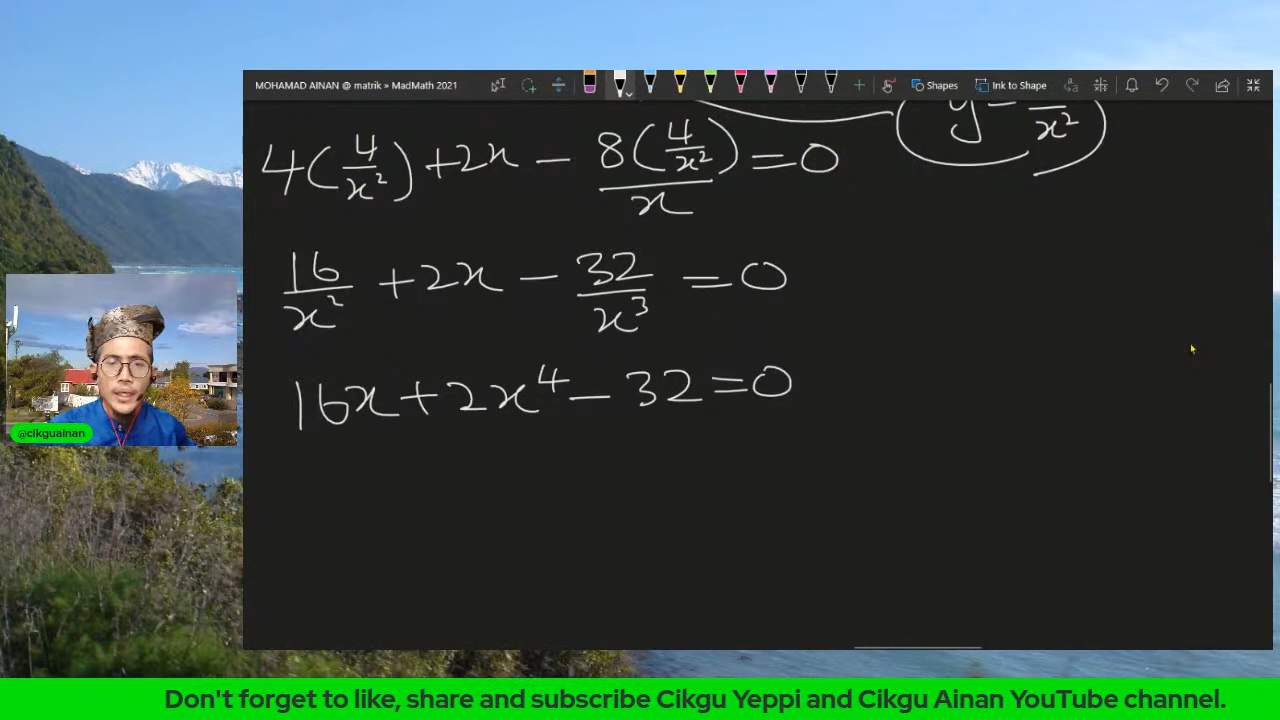 MOHAMAD AINAN @ matrik » MadMath 2021
Shapes
Ink to Shape
y = —/x²
4(4/x²) + 2x − 8(4/x²)/x = 0
16/x² + 2x − 32/x³ = 0
16x + 2x⁴ − 32 = 0
@cikguainan
Don't forget to like, share and subscribe Cikgu Yeppi and Cikgu Ainan YouTube channel.